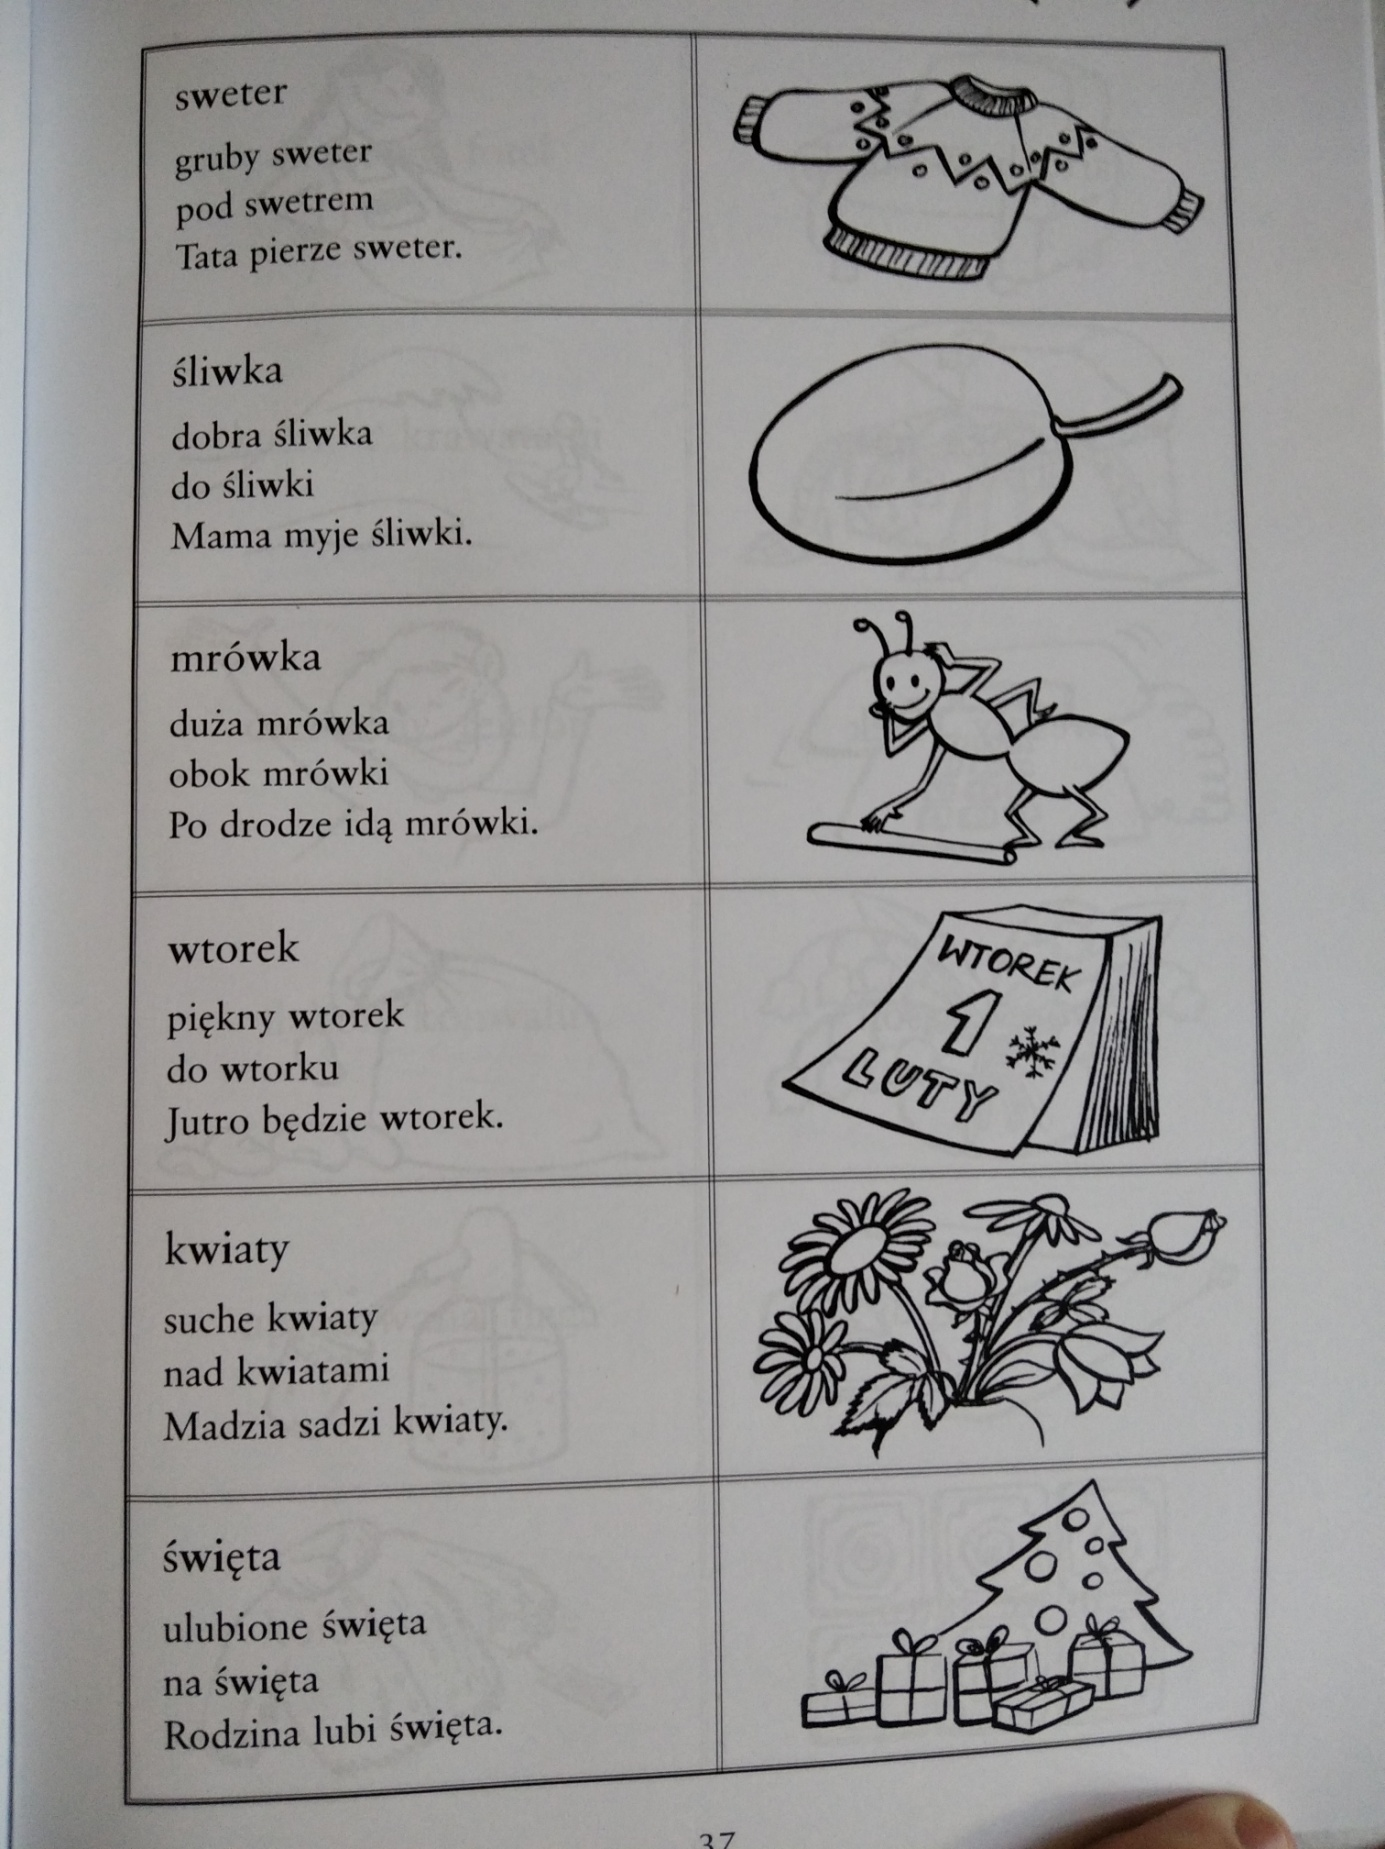 sweter
gruby sweter
pod swetrem
Tata pierze sweter.
śliwka
dobra śliwka
do śliwki
Mama myje śliwki.
mrówka
duża mrówka
obok mrówki
Po drodze idą mrówki.
wtorek
piękny wtorek
do wtorku
Jutro będzie wtorek.
WTOREK
1
LUTY
kwiaty
suche kwiaty
nad kwiatami
Madzia sadzi kwiaty.
święta
ulubione święta
na święta
Rodzina lubi święta.
37